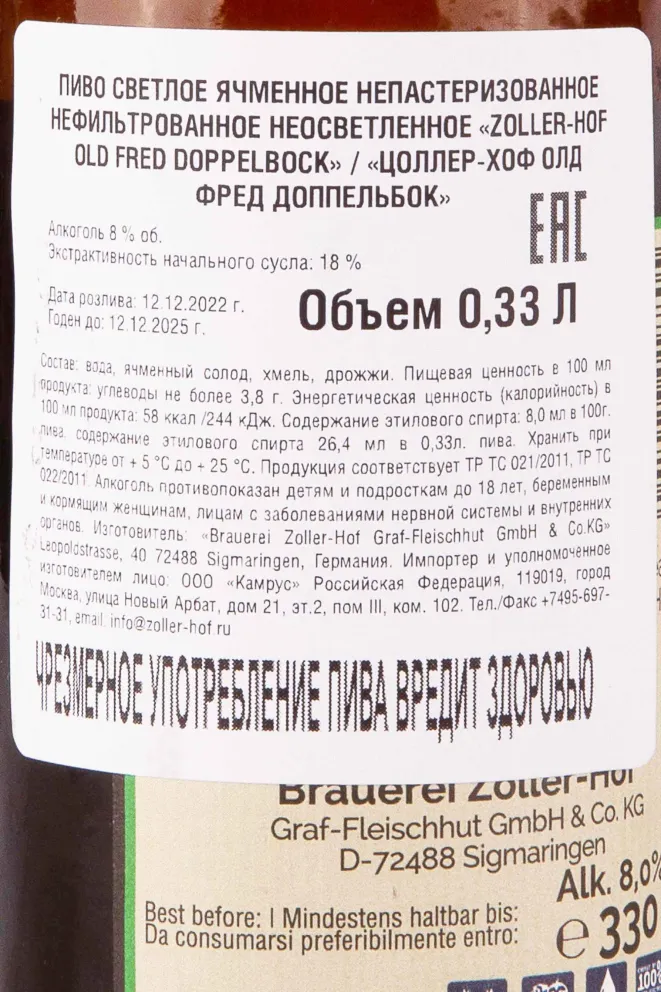 ПИВО СВЕТЛОЕ ЯЧМЕННОЕ НЕПАСТЕРИЗОВАННОЕ
НЕФИЛЬТРОВАННОЕ НЕОСВЕТЛЕННОЕ «ZOLLER-HOF
OLD FRED DOPPELBOCK» / «ЦОЛЛЕР-ХОФ ОЛД
ФРЕД ДОППЕЛЬБОК»
Алкоголь 8 % об.
Экстрактивность начального сусла: 18 %
EAC
Дата розлива: 12.12.2022 г.
Годен до: 12.12.2025 г.
Объем 0,33 Л
Состав: вода, ячменный солод, хмель, дрожжи. Пищевая ценность в 100 мл
продукта: углеводы не более 3,8 г. Энергетическая ценность (калорийность) в
100 мл продукта: 58 ккал /244 кДж. Содержание этилового спирта: 8,0 мл в 100г.
пива, содержание этилового спирта 26,4 мл в 0,33л. пива. Хранить при
температуре от + 5 °С до + 25 °С. Продукция соответствует ТР ТС 021/2011, ТР ТС
022/2011. Алкоголь противопоказан детям и подросткам до 18 лет, беременным
и кормящим женщинам, лицам с заболеваниями нервной системы и внутренних
органов. Изготовитель: «Brauerei Zoller-Hof Graf-Fleischhut GmbH & Co.KG»
Leopoldstrasse, 40 72488 Sigmaringen, Германия. Импортер и уполномоченное
изготовителем лицо: ООО «Камрус» Российская Федерация, 119019, город
Москва, улица Новый Арбат, дом 21, эт.2, пом III, ком. 102. Тел./Факс +7495-697-
31-31, email: info@zoller-hof.ru
ЧРЕЗМЕРНОЕ УПОТРЕБЛЕНИЕ ПИВА ВРЕДИТ ЗДОРОВЬЮ
Brauerei Zoller-Hof
Graf-Fleischhut GmbH & Co. KG
D-72488 Sigmaringen
Alk. 8,0%
Best before: | Mindestens haltbar bis:
Da consumarsi preferibilmente entro:
℮ 330
100%